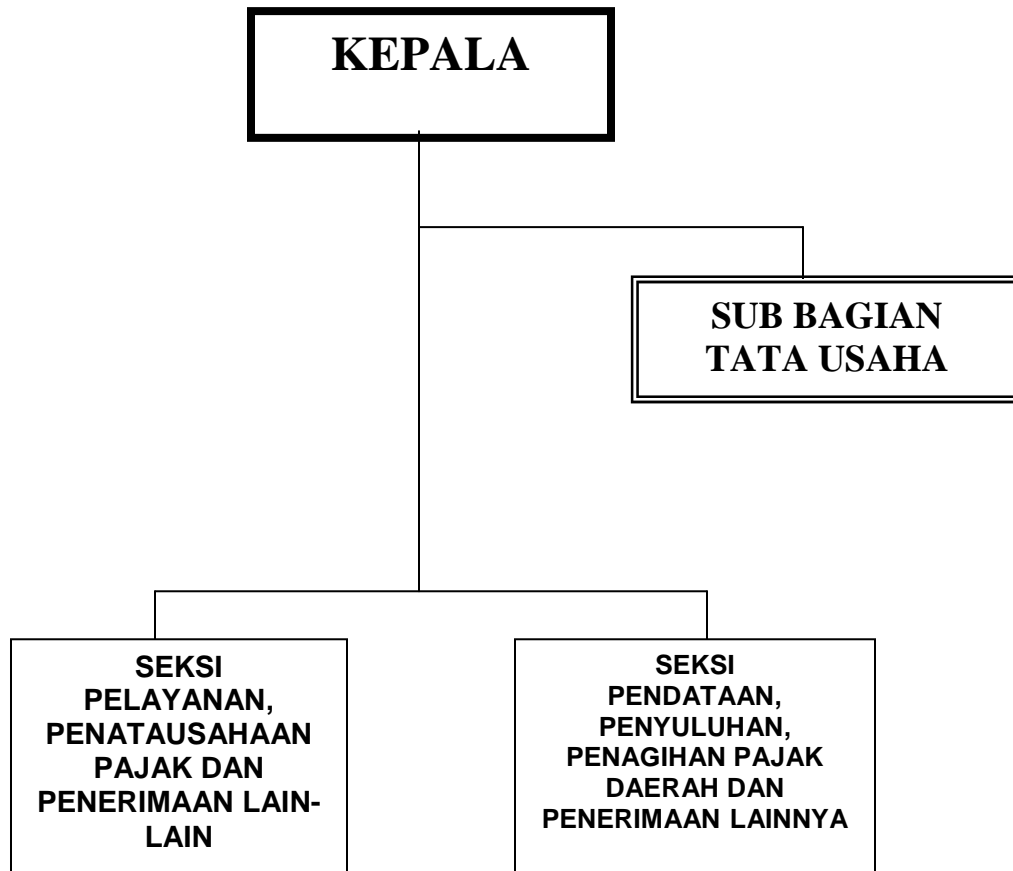 KEPALA
SUB BAGIAN
TATA USAHA
SEKSI
PELAYANAN,
PENATAUSAHAAN
PAJAK DAN
PENERIMAAN LAIN-
LAIN
SEKSI
PENDATAAN,
PENYULUHAN,
PENAGIHAN PAJAK
DAERAH DAN
PENERIMAAN LAINNYA